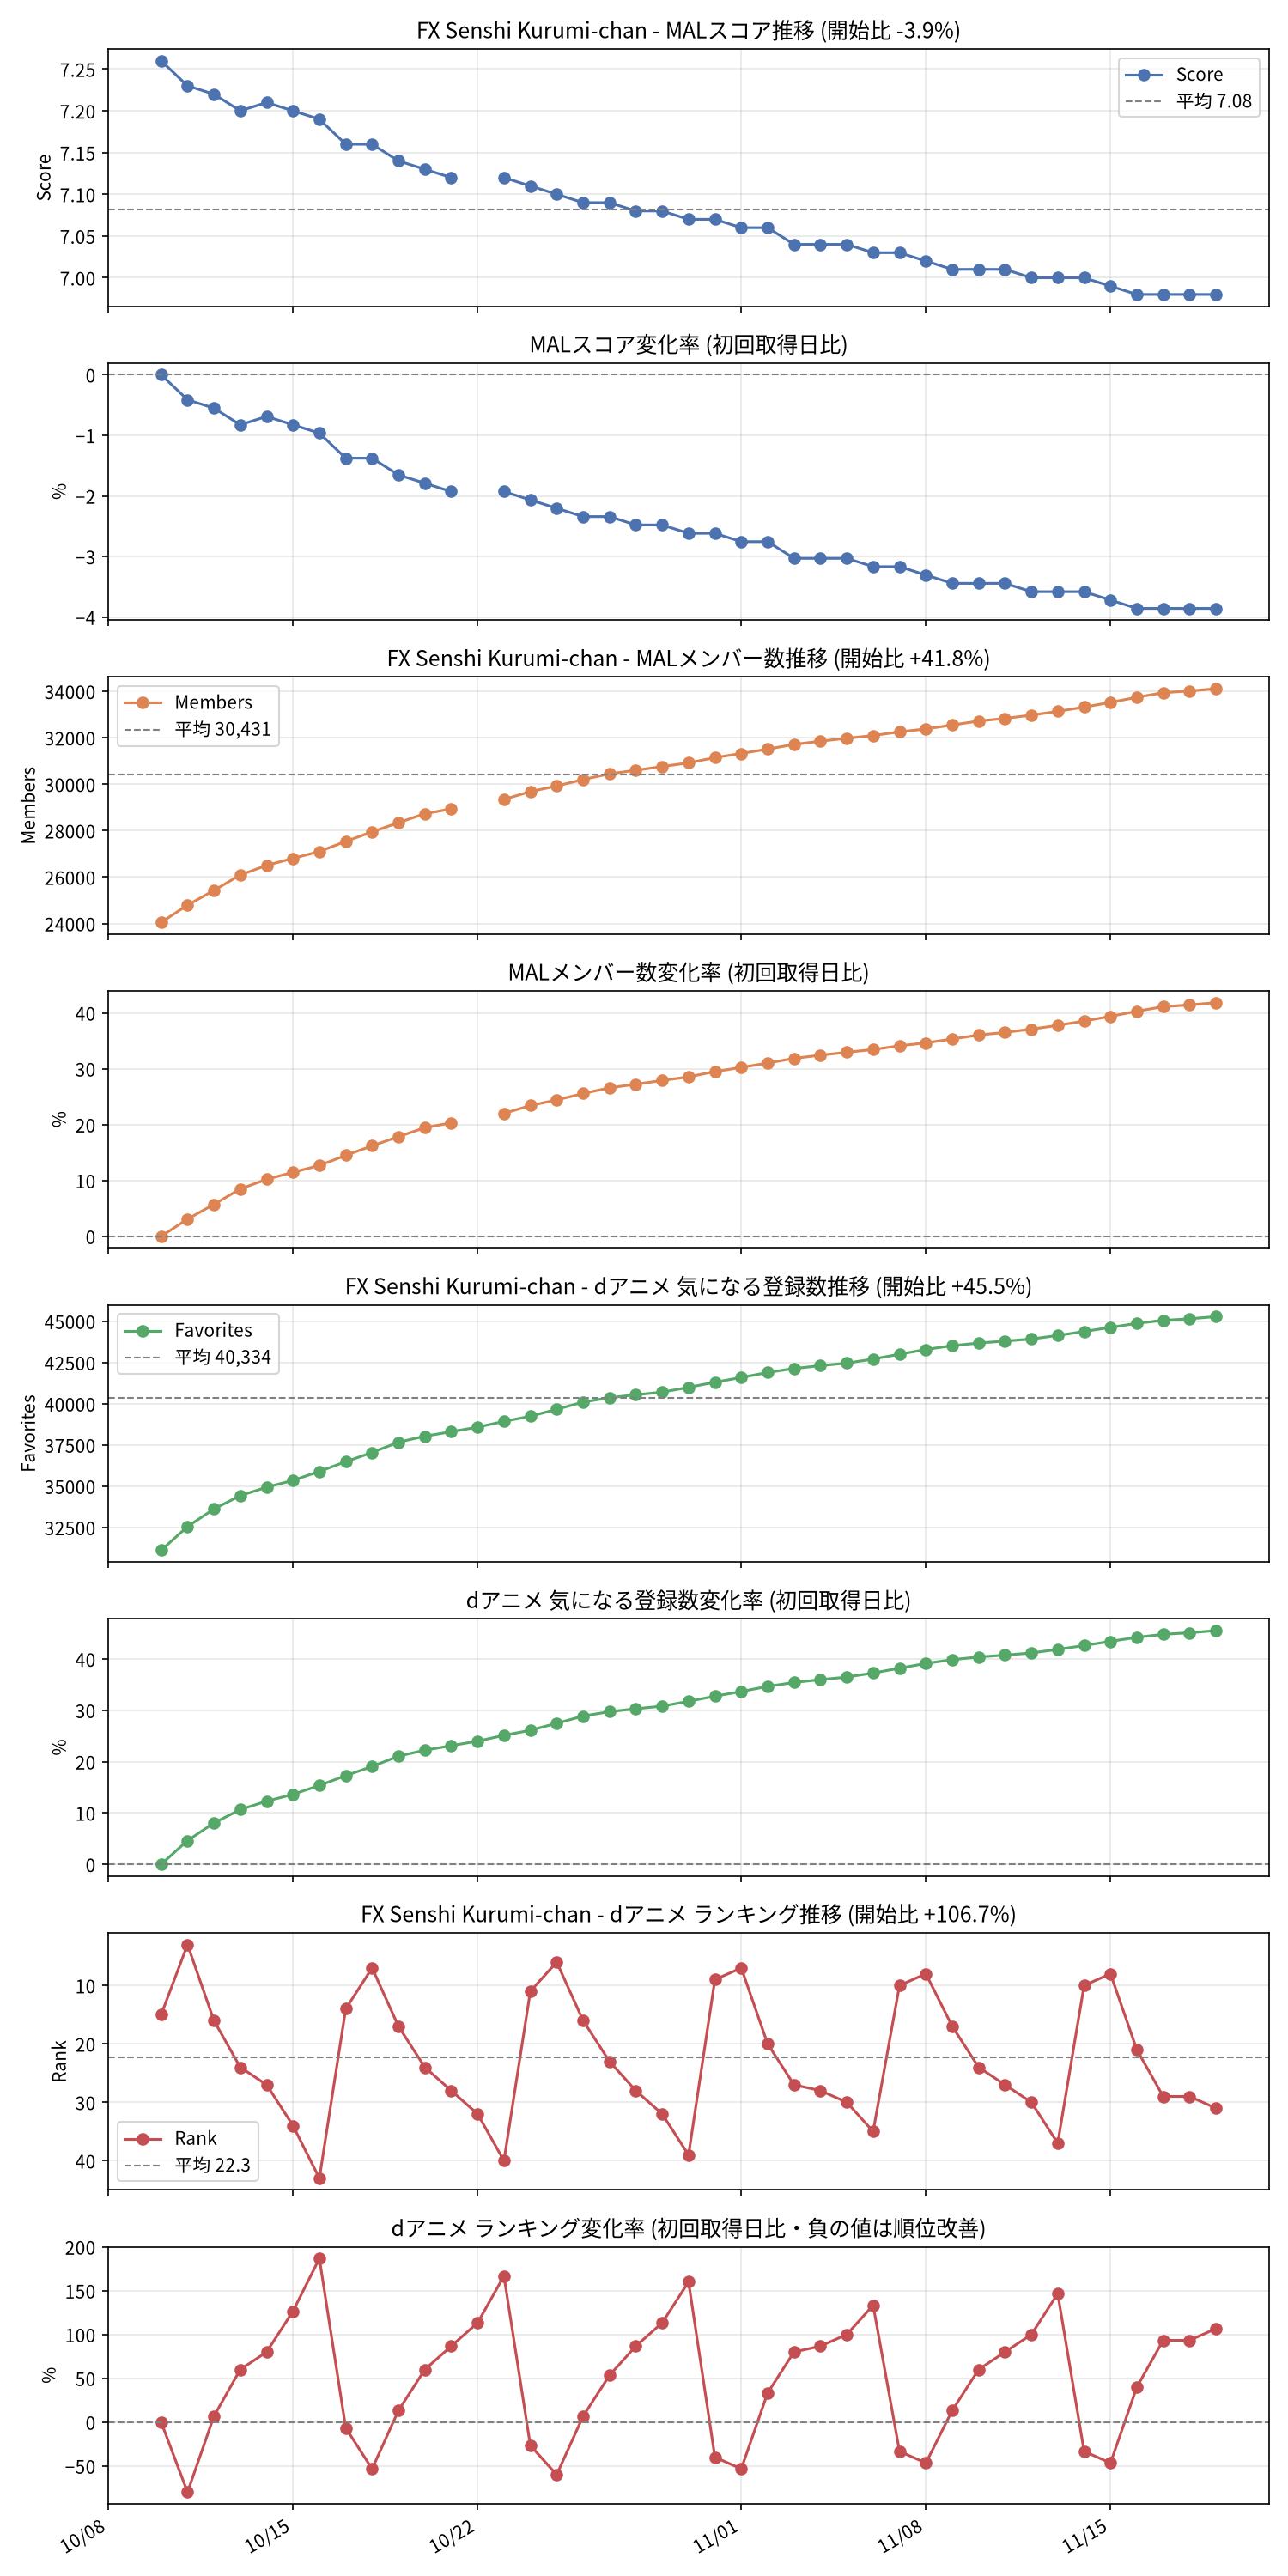 FX Senshi Kurumi-chan - MALスコア推移 (開始比 -3.9%)
Score
7.25
7.20
7.15
7.10
7.05
7.00
Score
平均 7.08
MALスコア変化率 (初回取得日比)
%
0
−1
−2
−3
−4
FX Senshi Kurumi-chan - MALメンバー数推移 (開始比 +41.8%)
Members
34000
32000
30000
28000
26000
24000
Members
平均 30,431
MALメンバー数変化率 (初回取得日比)
%
40
30
20
10
0
FX Senshi Kurumi-chan - dアニメ 気になる登録数推移 (開始比 +45.5%)
Favorites
45000
42500
40000
37500
35000
32500
Favorites
平均 40,334
dアニメ 気になる登録数変化率 (初回取得日比)
%
40
30
20
10
0
FX Senshi Kurumi-chan - dアニメ ランキング推移 (開始比 +106.7%)
Rank
10
20
30
40
Rank
平均 22.3
dアニメ ランキング変化率 (初回取得日比・負の値は順位改善)
%
200
150
100
50
0
−50
10/08
10/15
10/22
11/01
11/08
11/15